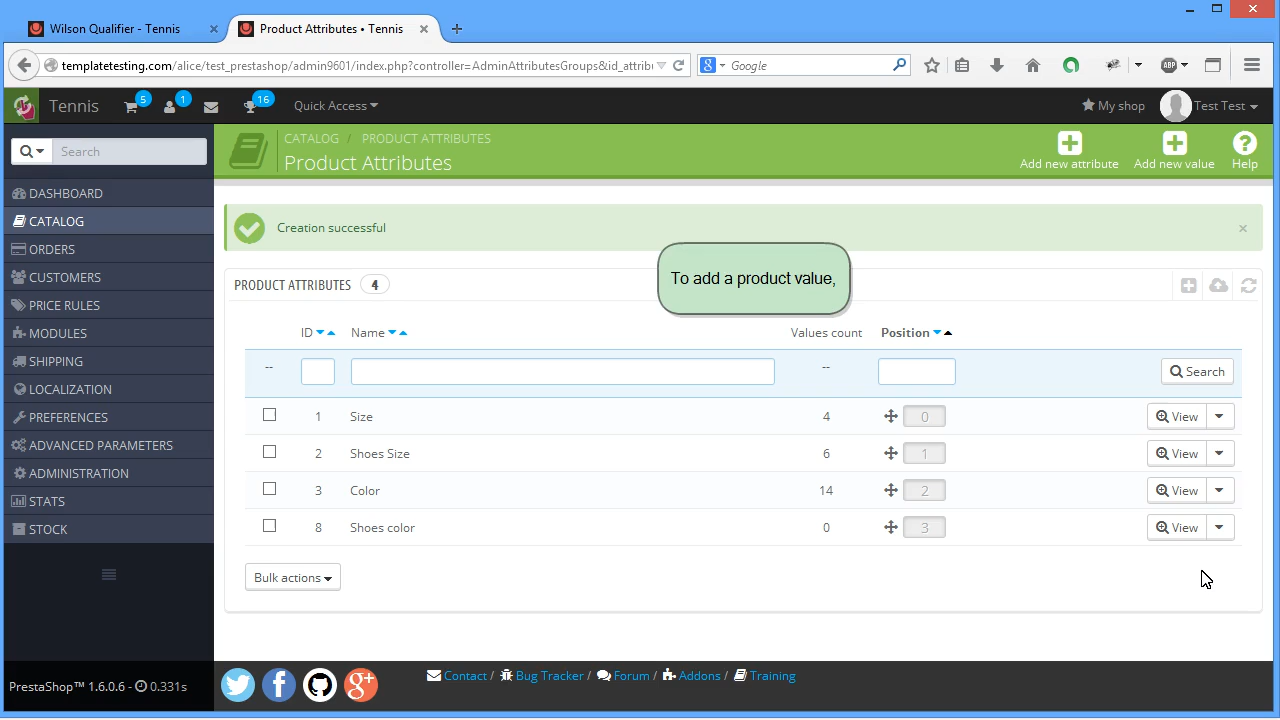 Wilson Qualifier - Tennis
Product Attributes • Tennis
templatetesting.com/alice/test_prestashop/admin9601/index.php?controller=AdminAttributesGroups&id_attrib
Google
ABP
Tennis 5 1 16 Quick Access My shop Test Test
Search
CATALOG / PRODUCT ATTRIBUTES
Product Attributes
Add new attribute Add new value Help
DASHBOARD
CATALOG
ORDERS
CUSTOMERS
PRICE RULES
MODULES
SHIPPING
LOCALIZATION
PREFERENCES
ADVANCED PARAMETERS
ADMINISTRATION
STATS
STOCK
Creation successful
To add a product value,
PRODUCT ATTRIBUTES 4
ID Name Values count Position
-- -- Search
1 Size 4 0 View
2 Shoes Size 6 1 View
3 Color 14 2 View
8 Shoes color 0 3 View
Bulk actions
PrestaShop™ 1.6.0.6 - 0.331s
Contact / Bug Tracker / Forum / Addons / Training